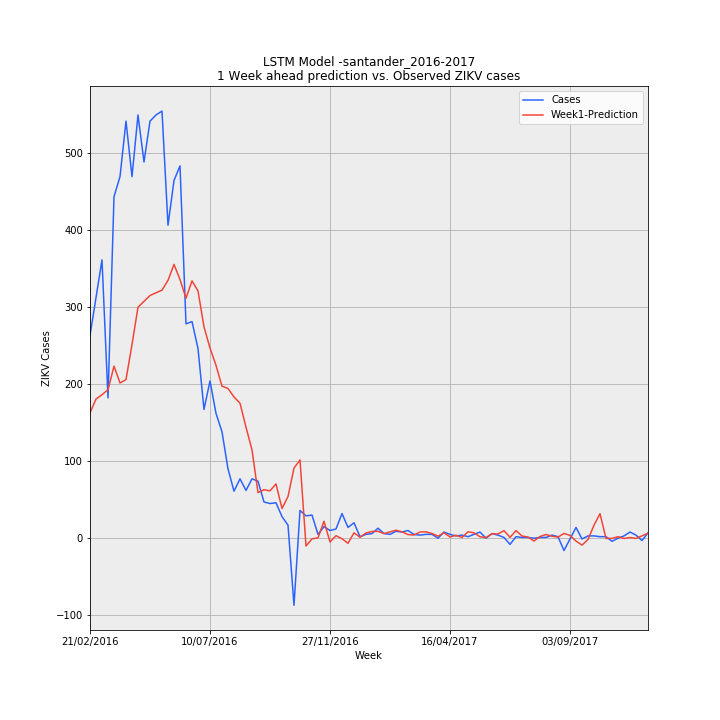 LSTM Model -santander_2016-2017
1 Week ahead prediction vs. Observed ZIKV cases
Cases
Week1-Prediction
ZIKV Cases
500
400
300
200
100
0
−100
21/02/2016
10/07/2016
27/11/2016
16/04/2017
03/09/2017
Week